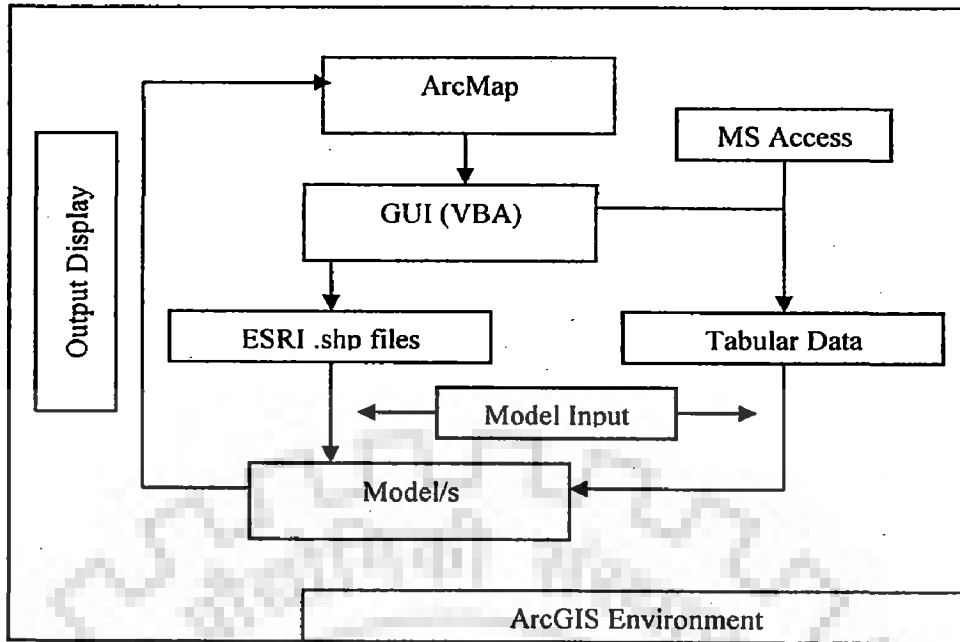 ArcMap
MS Access
GUI (VBA)
Output Display
ESRI .shp files
Tabular Data
Model Input
Model/s
ArcGIS Environment